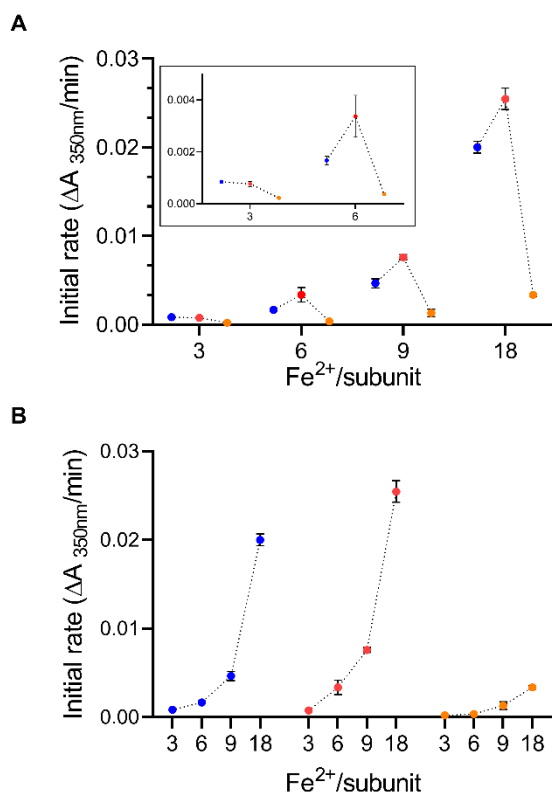 A
Initial rate (ΔA 350nm/min)
0.03
0.02
0.01
0.00
0.004
0.002
0.000
3 6
3 6 9 18
Fe2+/subunit
B
Initial rate (ΔA 350nm/min)
0.03
0.02
0.01
0.00
3 6 9 18 3 6 9 18 3 6 9 18
Fe2+/subunit